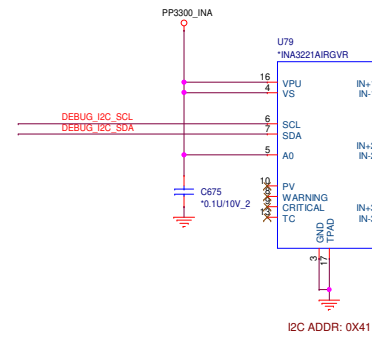 PP3300_INA
U79
*INA3221AIRGVR
16
VPU
IN+
4
VS
IN-
DEBUG_I2C_SCL
6
SCL
DEBUG_I2C_SDA
7
SDA
IN+
5
A0
IN-
10
PV
WARNING
CRITICAL
IN+
13
TC
IN-
C675
*0.1U/10V_2
GND
TPAD
3
17
I2C ADDR: 0X41